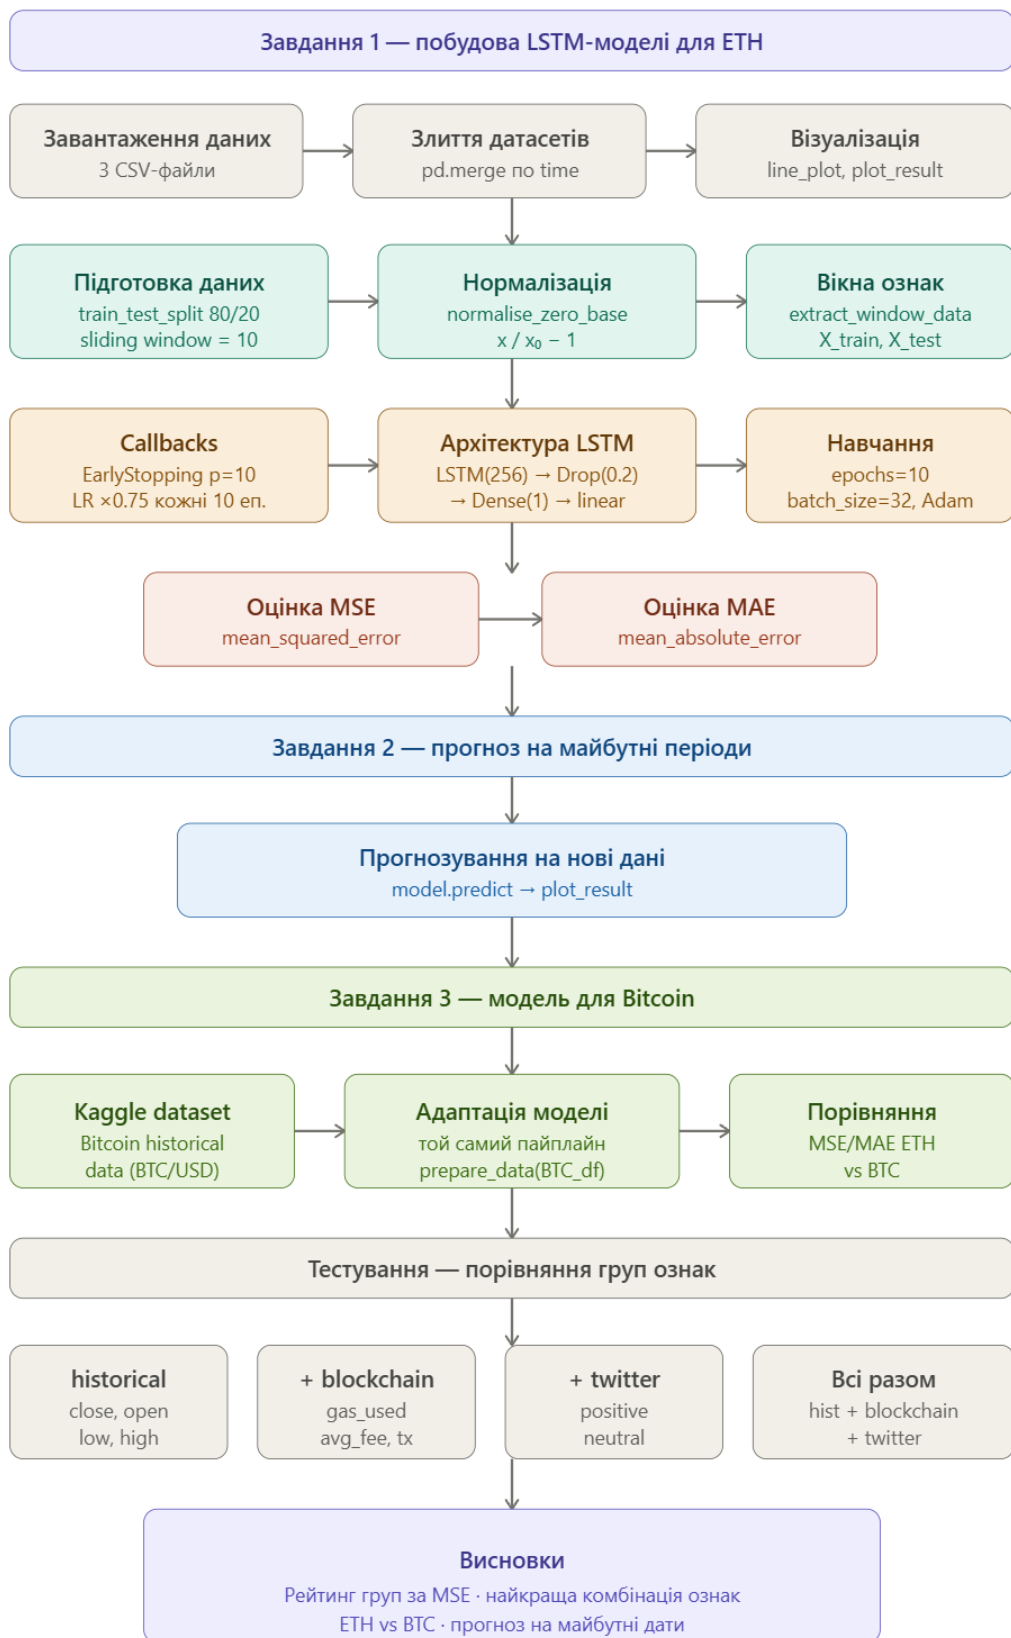 Завдання 1 — побудова LSTM-моделі для ETH
Завантаження даних
3 CSV-файли
Злиття датасетів
pd.merge по time
Візуалізація
line_plot, plot_result
Підготовка даних
train_test_split 80/20
sliding window = 10
Нормалізація
normalise_zero_base
x / x₀ − 1
Вікна ознак
extract_window_data
X_train, X_test
Callbacks
EarlyStopping p=10
LR ×0.75 кожні 10 еп.
Архітектура LSTM
LSTM(256) → Drop(0.2)
→ Dense(1) → linear
Навчання
epochs=10
batch_size=32, Adam
Оцінка MSE
mean_squared_error
Оцінка MAE
mean_absolute_error
Завдання 2 — прогноз на майбутні періоди
Прогнозування на нові дані
model.predict → plot_result
Завдання 3 — модель для Bitcoin
Kaggle dataset
Bitcoin historical
data (BTC/USD)
Адаптація моделі
той самий пайплайн
prepare_data(BTC_df)
Порівняння
MSE/MAE ETH
vs BTC
Тестування — порівняння груп ознак
historical
close, open
low, high
+ blockchain
gas_used
avg_fee, tx
+ twitter
positive
neutral
Всі разом
hist + blockchain
+ twitter
Висновки
Рейтинг груп за MSE · найкраща комбінація ознак
ETH vs BTC · прогноз на майбутні дати